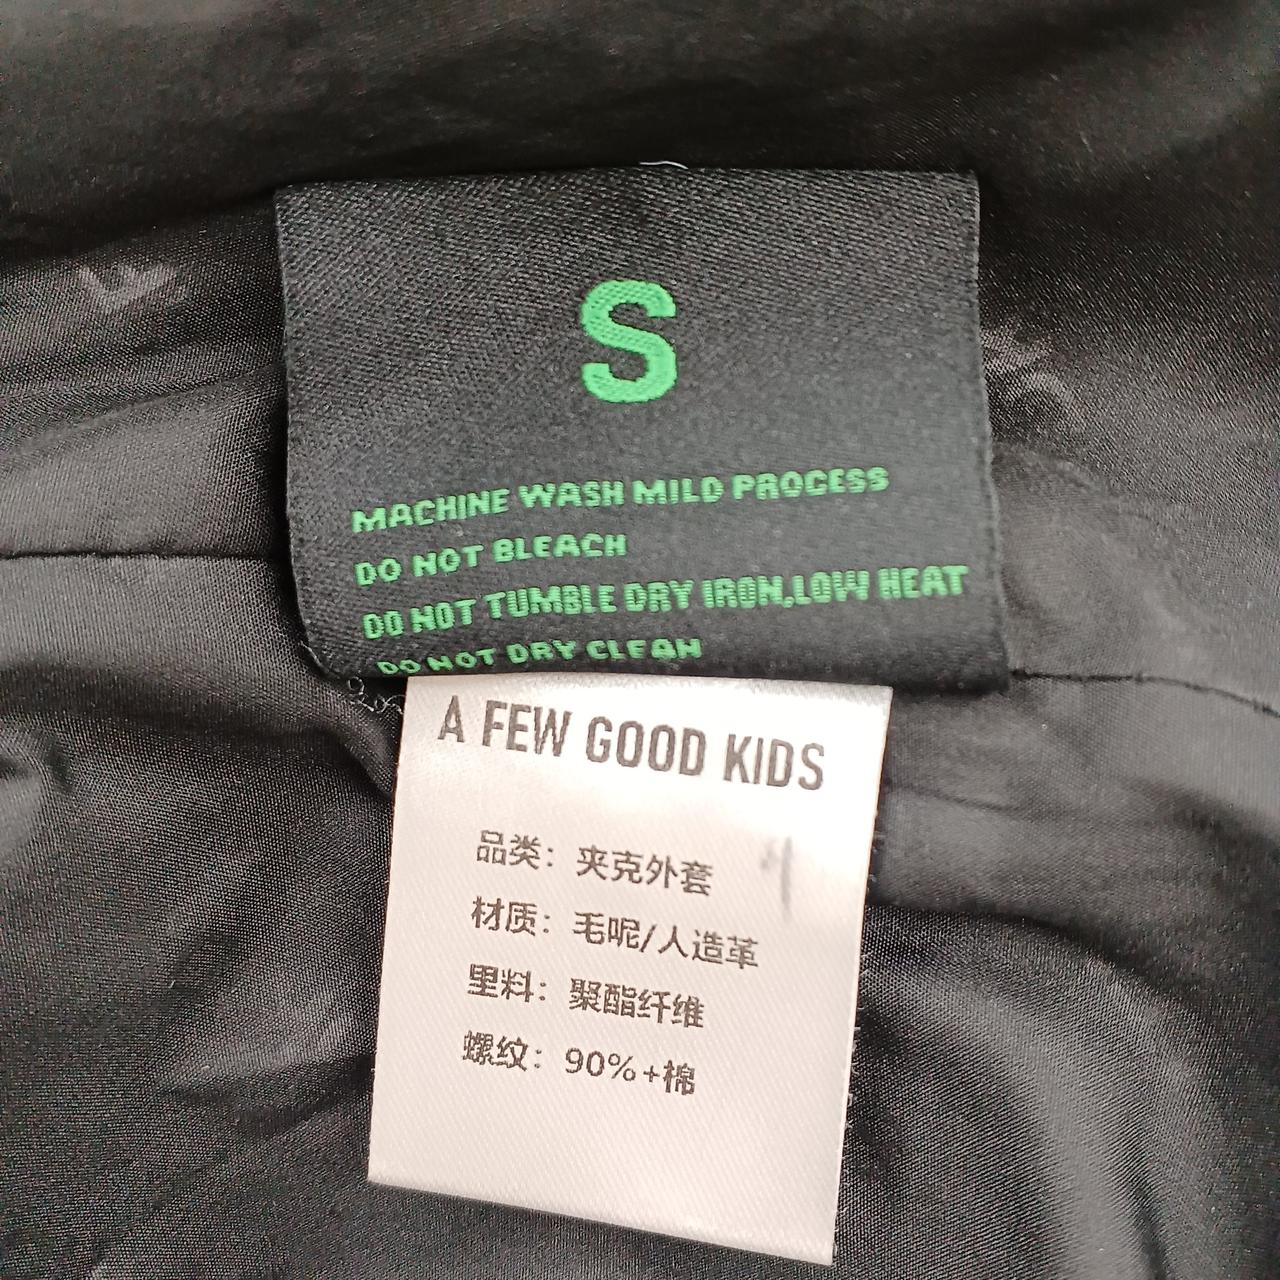 S
MACHINE WASH MILD PROCESS
DO NOT BLEACH
DO NOT TUMBLE DRY IRON,LOW HEAT
DO NOT DRY CLEAN
A FEW GOOD KIDS
品类：夹克外套
材质：毛呢/人造革
里料：聚酯纤维
螺纹：90%+棉